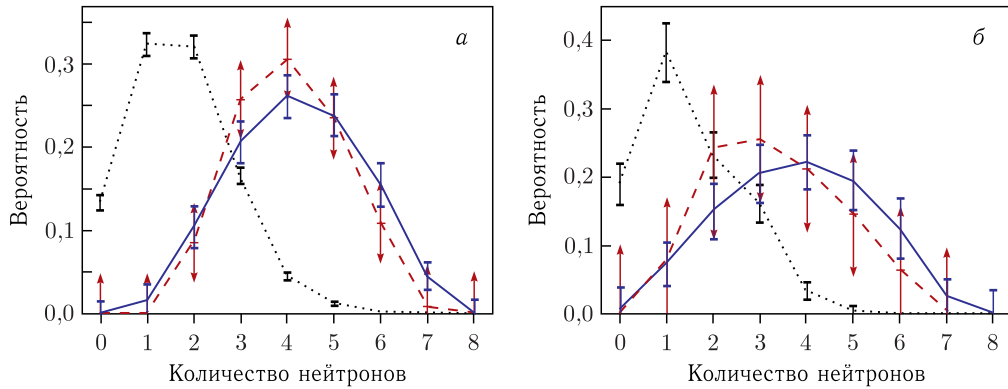 а
Вероятность
0,3
0,2
0,1
0,0
0 1 2 3 4 5 6 7 8
Количество нейтронов
б
Вероятность
0,4
0,3
0,2
0,1
0,0
0 1 2 3 4 5 6 7 8
Количество нейтронов